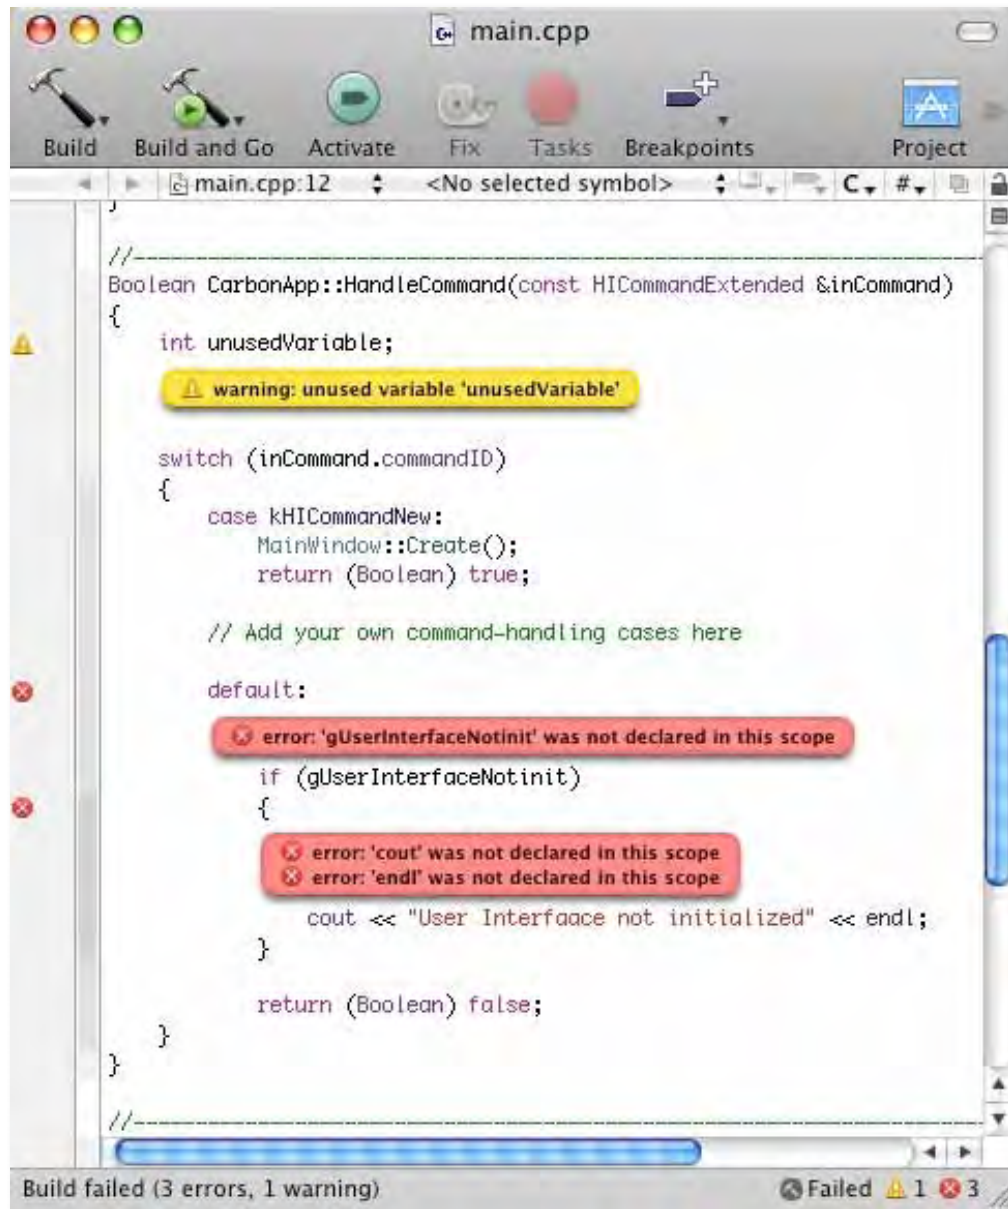 main.cpp
Build Build and Go Activate Fix Tasks Breakpoints Project
main.cpp:12 <No selected symbol> C #
}
//----------------------------------------------------------------------
Boolean CarbonApp::HandleCommand(const HICommandExtended &inCommand)
{
int unusedVariable;
warning: unused variable 'unusedVariable'
switch (inCommand.commandID)
{
case kHICommandNew:
MainWindow::Create();
return (Boolean) true;
// Add your own command-handling cases here
default:
error: 'gUserInterfaceNotinit' was not declared in this scope
if (gUserInterfaceNotinit)
{
error: 'cout' was not declared in this scope
error: 'endl' was not declared in this scope
cout << "User Interfaace not initialized" << endl;
}
return (Boolean) false;
}
}
//----------------------------------------------------------------------
Build failed (3 errors, 1 warning) Failed 1 3